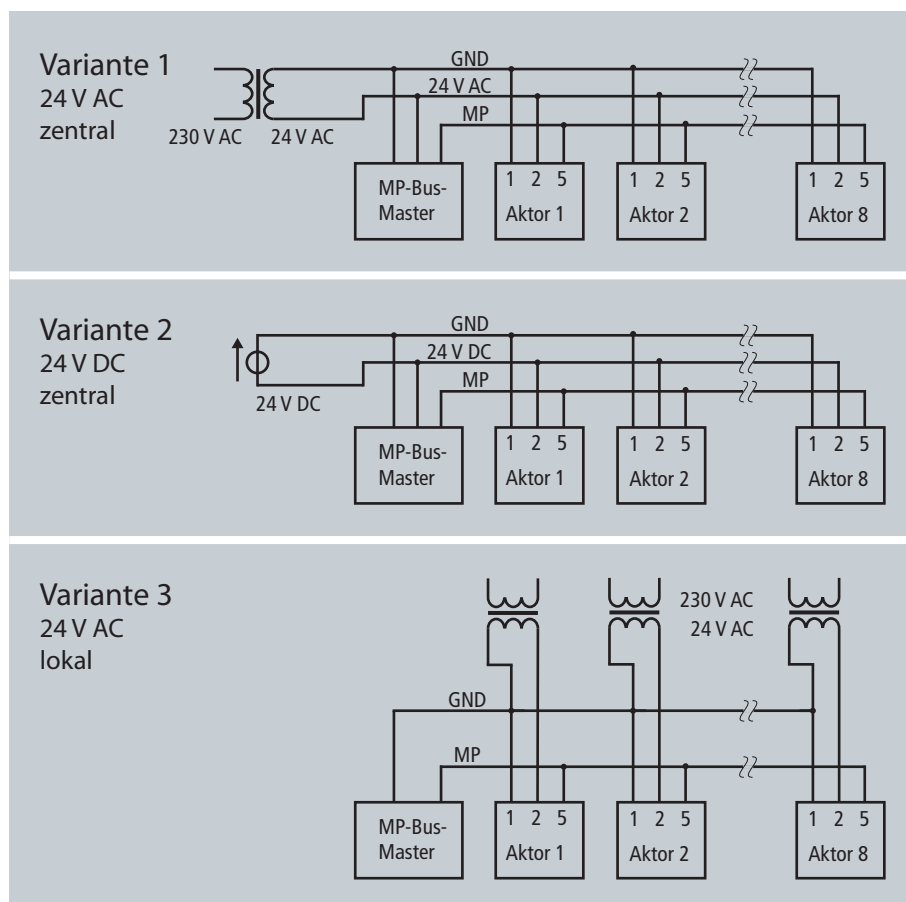 Variante 1
24 V AC
zentral
230 V AC 24 V AC
GND
24 V AC
MP
MP-Bus-
Master
1 2 5
Aktor 1
1 2 5
Aktor 2
1 2 5
Aktor 8
Variante 2
24 V DC
zentral
24 V DC
GND
24 V DC
MP
MP-Bus-
Master
1 2 5
Aktor 1
1 2 5
Aktor 2
1 2 5
Aktor 8
Variante 3
24 V AC
lokal
230 V AC
24 V AC
GND
MP
MP-Bus-
Master
1 2 5
Aktor 1
1 2 5
Aktor 2
1 2 5
Aktor 8